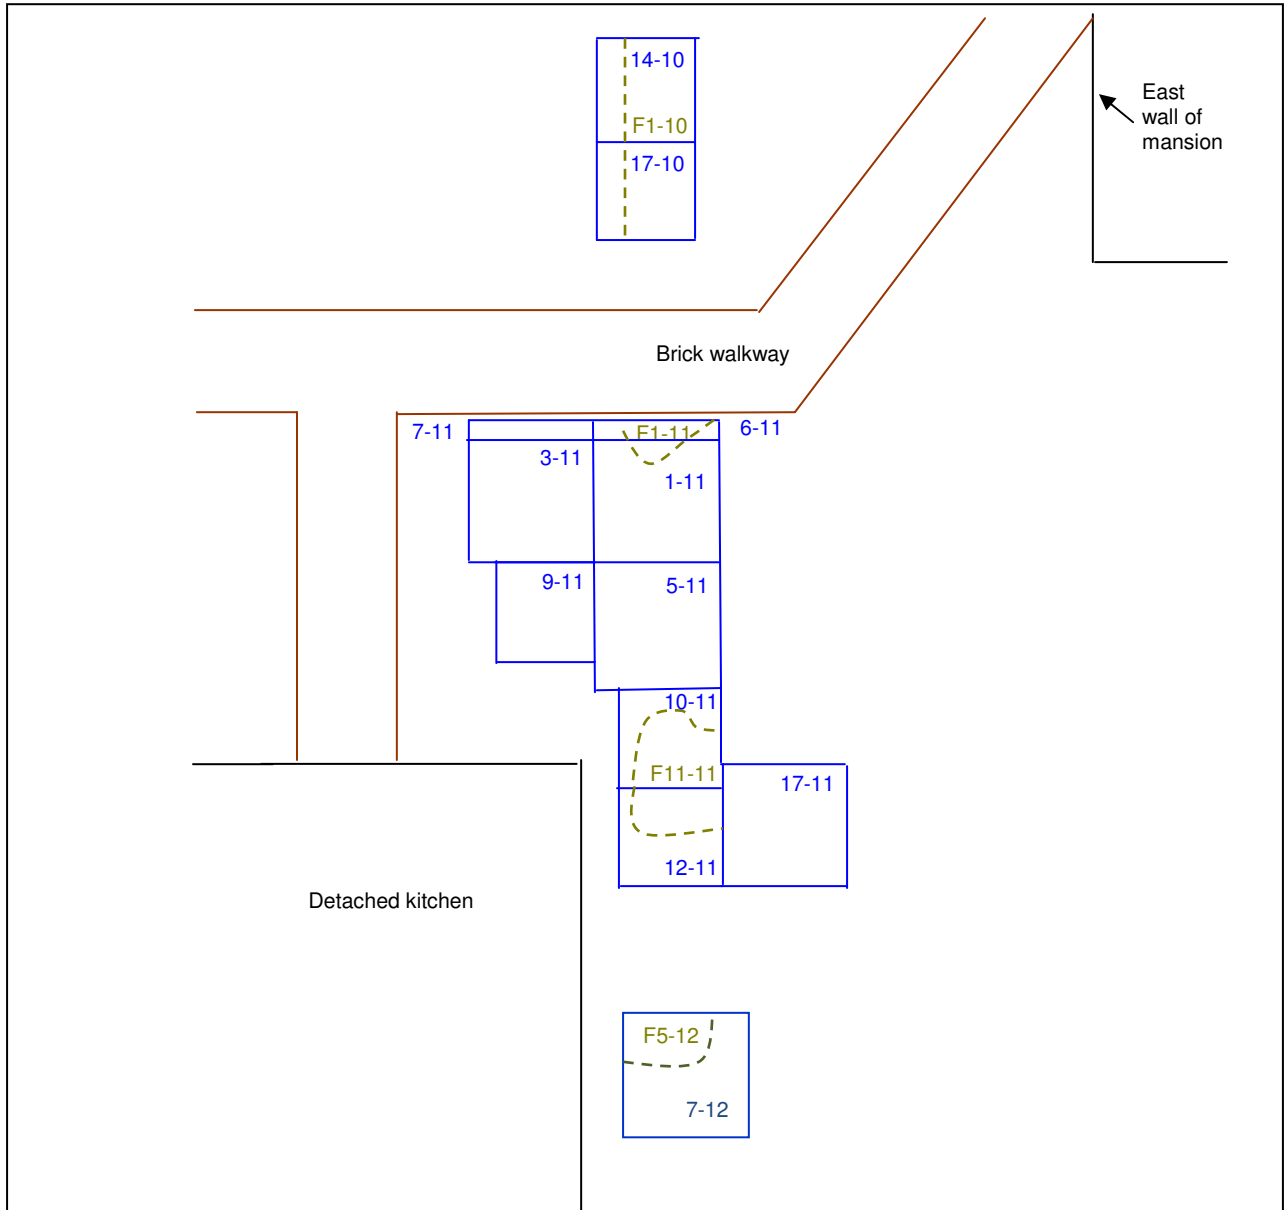 14-10
F1-10
17-10
East
wall of
mansion
Brick walkway
7-11
F1-11
6-11
3-11
1-11
9-11
5-11
10-11
F11-11
17-11
12-11
Detached kitchen
F5-12
7-12